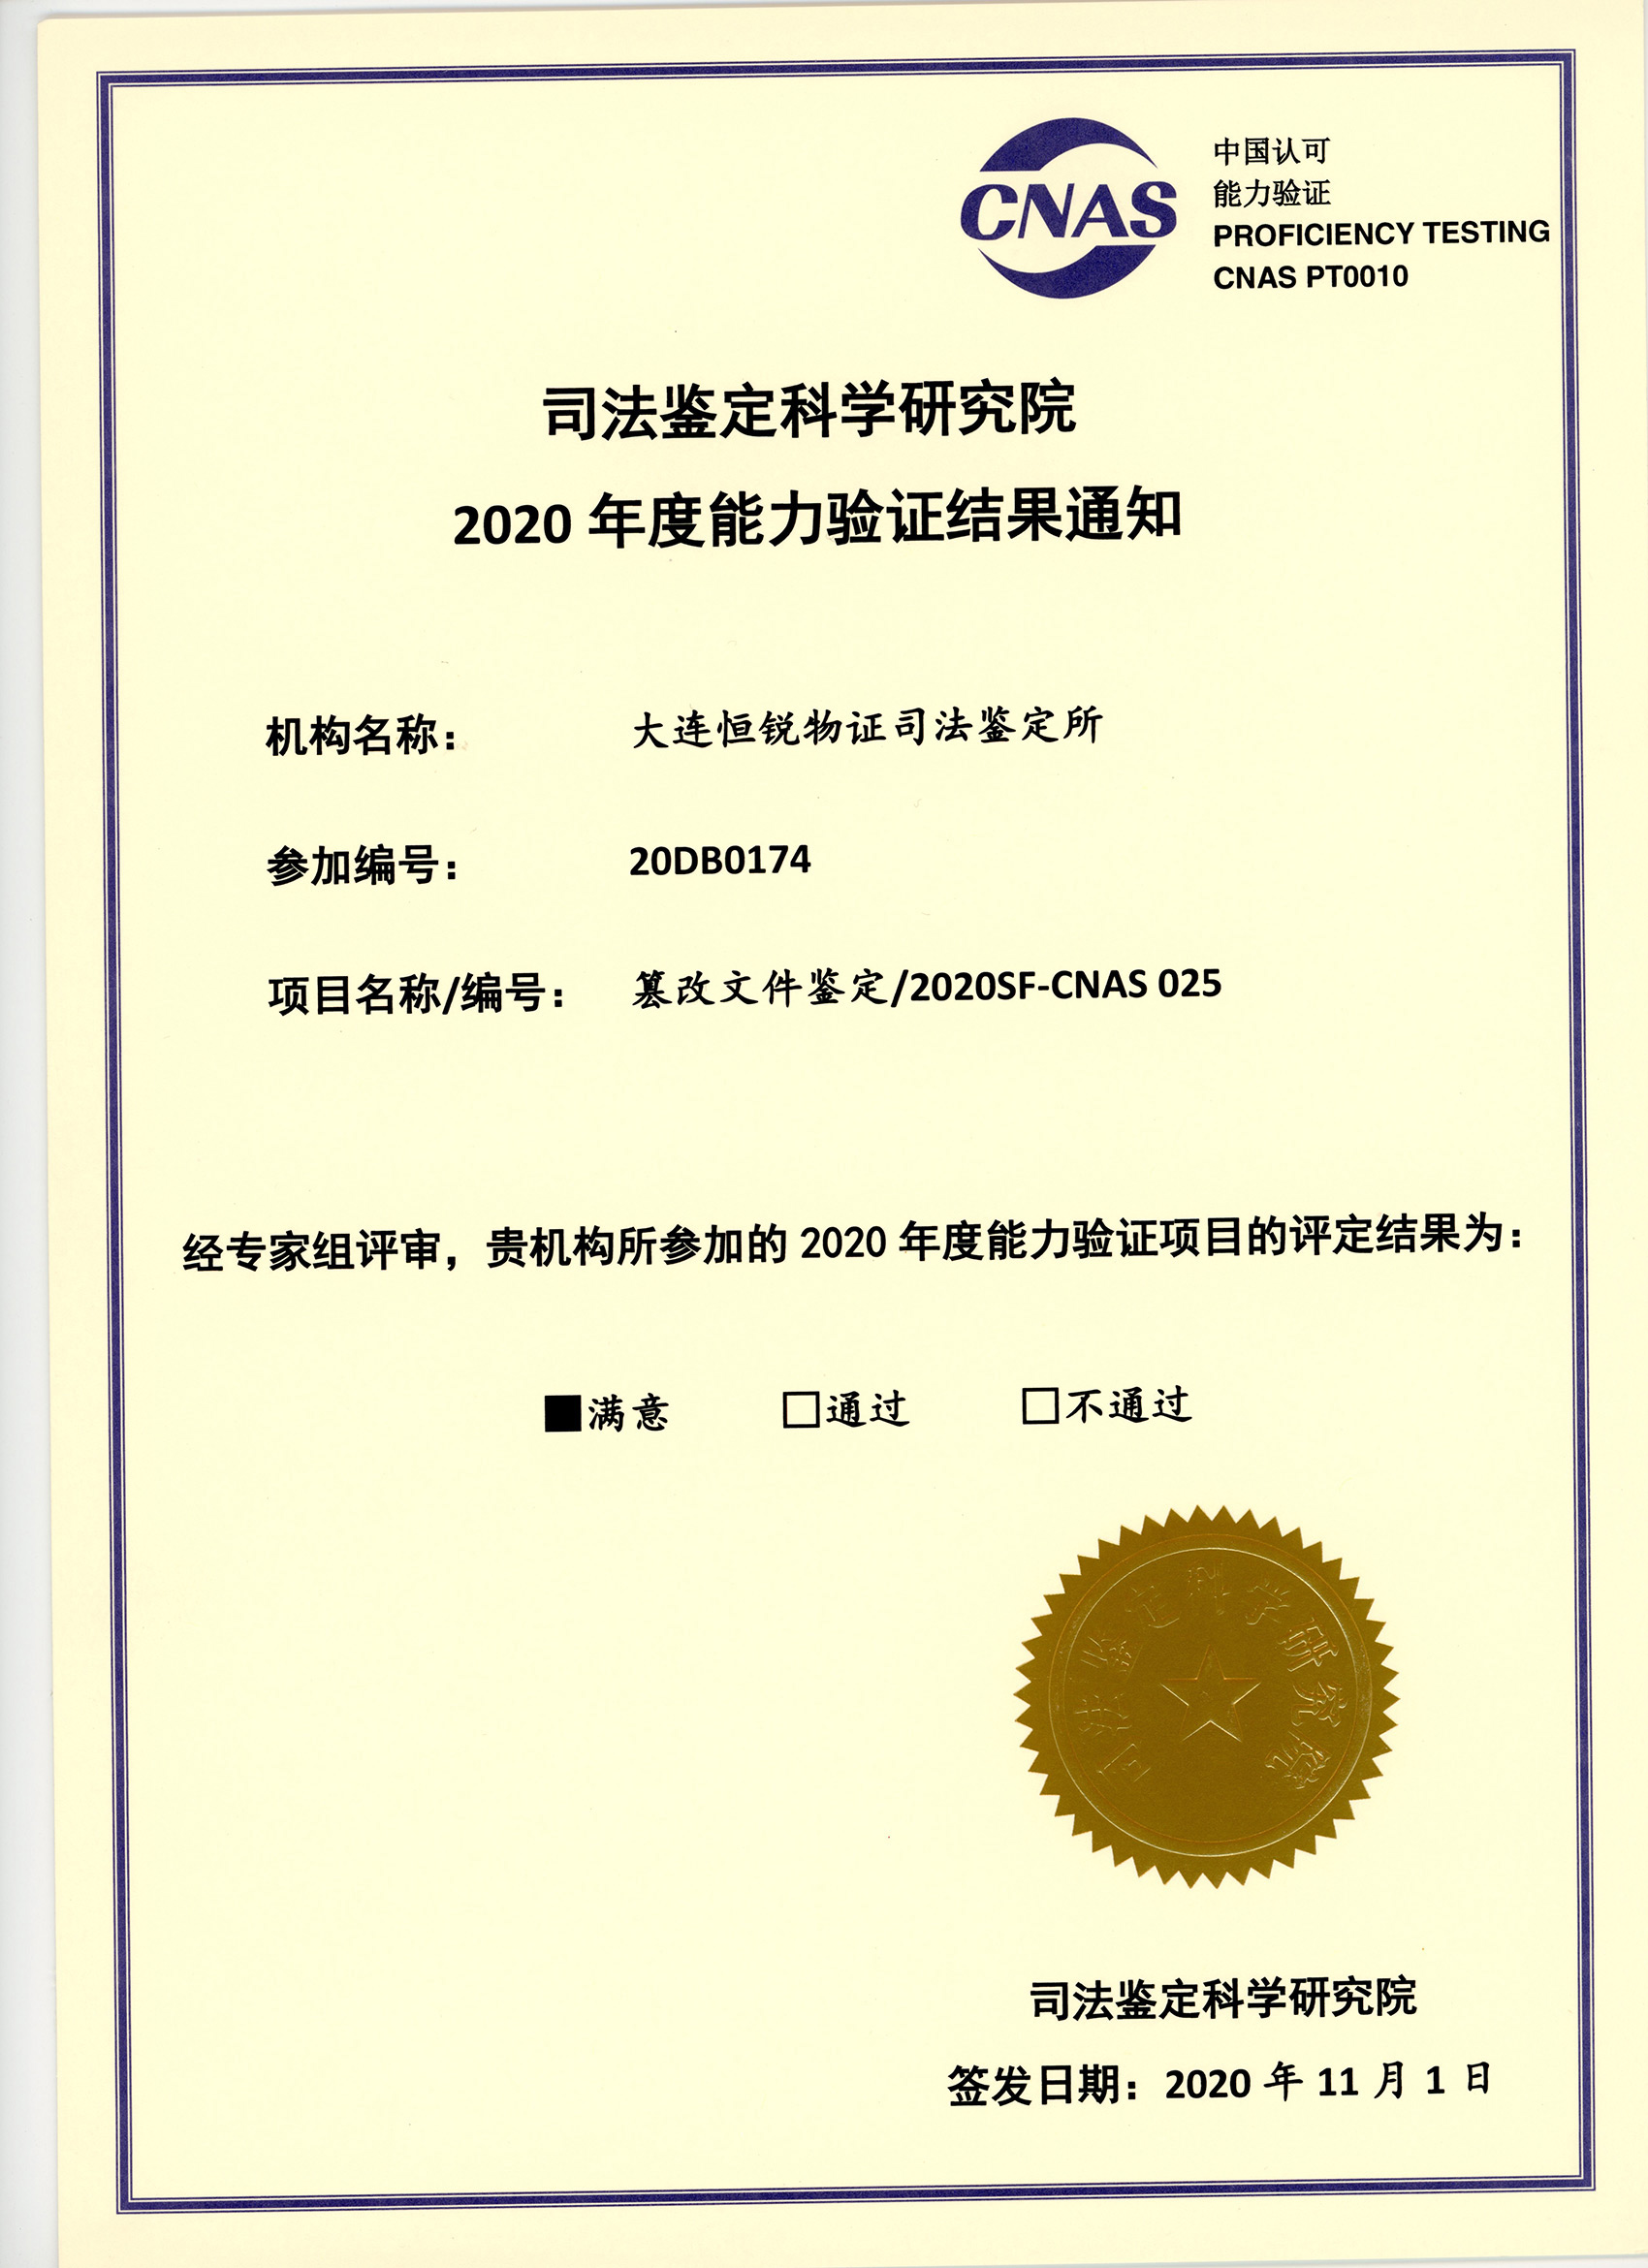 CNAS
中国认可
能力验证
PROFICIENCY TESTING
CNAS PT0010
司法鉴定科学研究院
2020 年度能力验证结果通知
机构名称： 大连恒锐物证司法鉴定所
参加编号： 20DB0174
项目名称/编号： 篡改文件鉴定/2020SF-CNAS 025
经专家组评审，贵机构所参加的 2020 年度能力验证项目的评定结果为：
■满意 □通过 □不通过
司法鉴定科学研究院
司法鉴定科学研究院
签发日期：2020 年 11 月 1 日